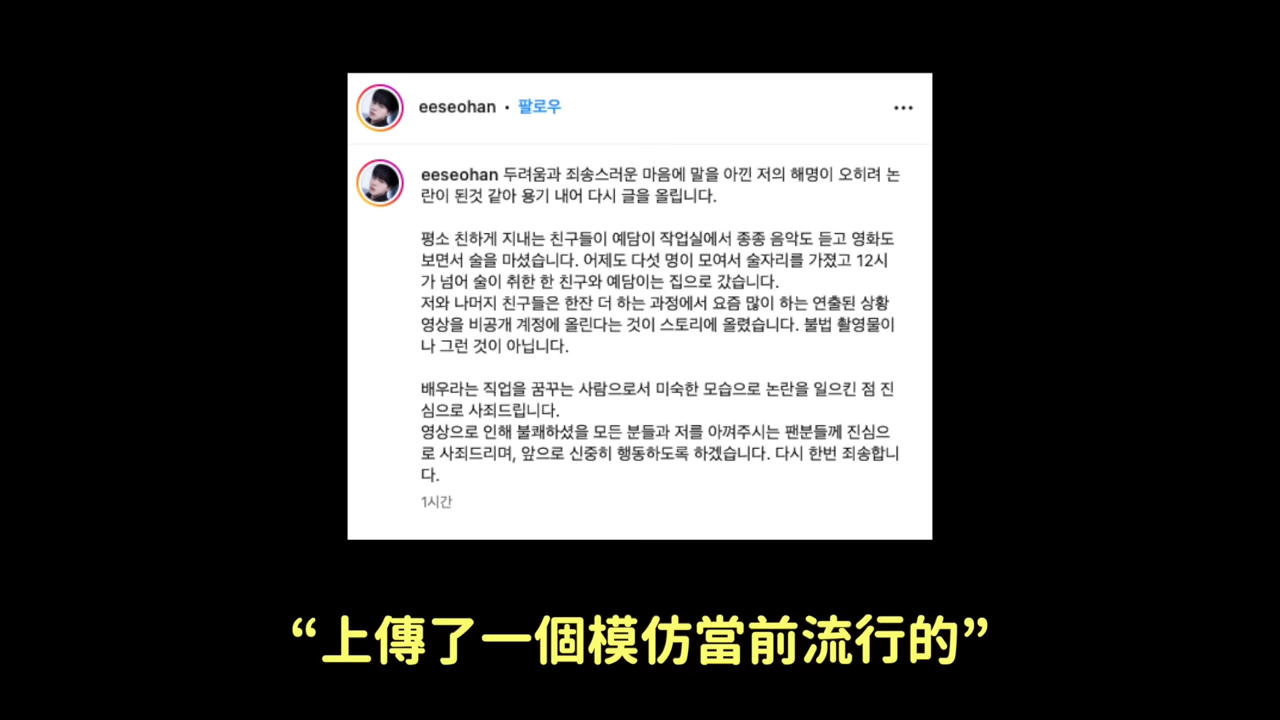 eeseohan • 팔로우
eeseohan 두려움과 죄송스러운 마음에 말을 아낀 저의 해명이 오히려 논
란이 된것 같아 용기 내어 다시 글을 올립니다.
평소 친하게 지내는 친구들이 예담이 작업실에서 종종 음악도 듣고 영화도
보면서 술을 마셨습니다. 어제도 다섯 명이 모여서 술자리를 가졌고 12시
가 넘어 술이 취한 한 친구와 예담이는 집으로 갔습니다.
저와 나머지 친구들은 한잔 더 하는 과정에서 요즘 많이 하는 연출된 상황
영상을 비공개 계정에 올린다는 것이 스토리에 올렸습니다. 불법 촬영물이
나 그런 것이 아닙니다.
배우라는 직업을 꿈꾸는 사람으로서 미숙한 모습으로 논란을 일으킨 점 진
심으로 사죄드립니다.
영상으로 인해 불쾌하셨을 모든 분들과 저를 아껴주시는 팬분들께 진심으
로 사죄드리며, 앞으로 신중히 행동하도록 하겠습니다. 다시 한번 죄송합니
다.
1시간
“上傳了一個模仿當前流行的”